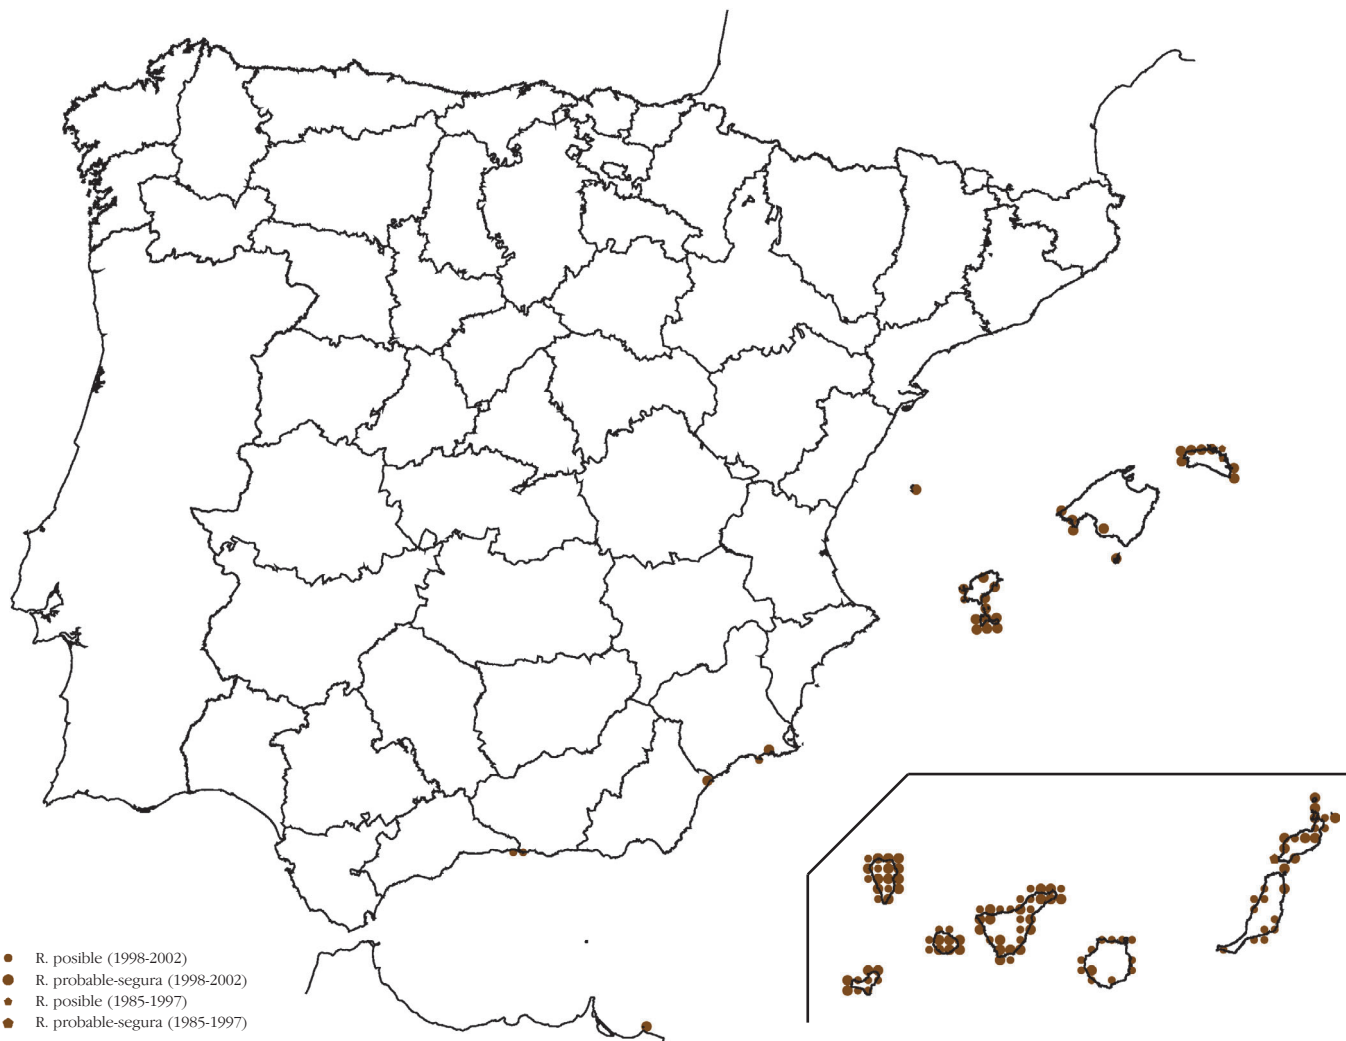 R. posible (1998-2002)
R. probable-segura (1998-2002)
R. posible (1985-1997)
R. probable-segura (1985-1997)